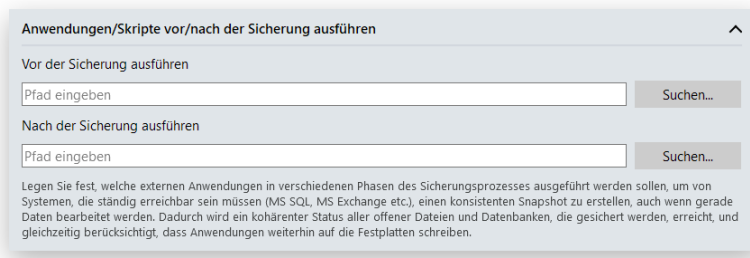 Anwendungen/Skripte vor/nach der Sicherung ausführen
Vor der Sicherung ausführen
Pfad eingeben
Suchen...
Nach der Sicherung ausführen
Pfad eingeben
Suchen...
Legen Sie fest, welche externen Anwendungen in verschiedenen Phasen des Sicherungsprozesses ausgeführt werden sollen, um von
Systemen, die ständig erreichbar sein müssen (MS SQL, MS Exchange etc.), einen konsistenten Snapshot zu erstellen, auch wenn gerade
Daten bearbeitet werden. Dadurch wird ein kohärenter Status aller offener Dateien und Datenbanken, die gesichert werden, erreicht, und
gleichzeitig berücksichtigt, dass Anwendungen weiterhin auf die Festplatten schreiben.